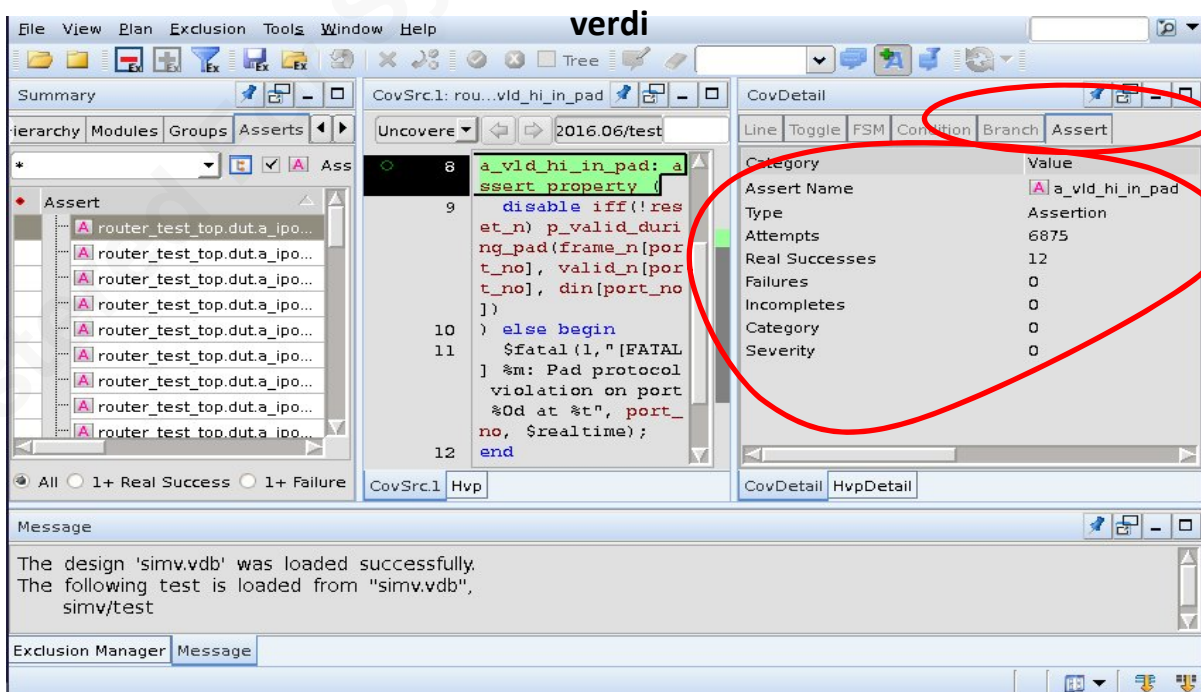 verdi
File View Plan Exclusion Tools Window Help
Tree
Summary
CovSrc.1: rou...vld_hi_in_pad
CovDetail
ierarchy Modules Groups Asserts
Uncovere
2016.06/test
Line Toggle FSM Condition Branch Assert
*
Ass
Assert
router_test_top.dut.a_ipo...
router_test_top.dut.a_ipo...
router_test_top.dut.a_ipo...
router_test_top.dut.a_ipo...
router_test_top.dut.a_ipo...
router_test_top.dut.a_ipo...
router_test_top.dut.a_ipo...
router_test_top.dut.a_ipo...
router_test_top.dut.a_ipo...
All 1+ Real Success 1+ Failure
8 a_vld_hi_in_pad: a
ssert property (
9 disable iff(!res
et_n) p_valid_duri
ng_pad(frame_n[por
t_no], valid_n[por
t_no], din[port_no
])
10 ) else begin
11 $fatal(1,"[FATAL
] %m: Pad protocol
violation on port
%0d at %t", port_
no, $realtime);
12 end
CovSrc.1 Hvp
Category Value
Assert Name A a_vld_hi_in_pad
Type Assertion
Attempts 6875
Real Successes 12
Failures 0
Incompletes 0
Category 0
Severity 0
CovDetail HvpDetail
Message
The design 'simv.vdb' was loaded successfully.
The following test is loaded from "simv.vdb",
simv/test
Exclusion Manager Message